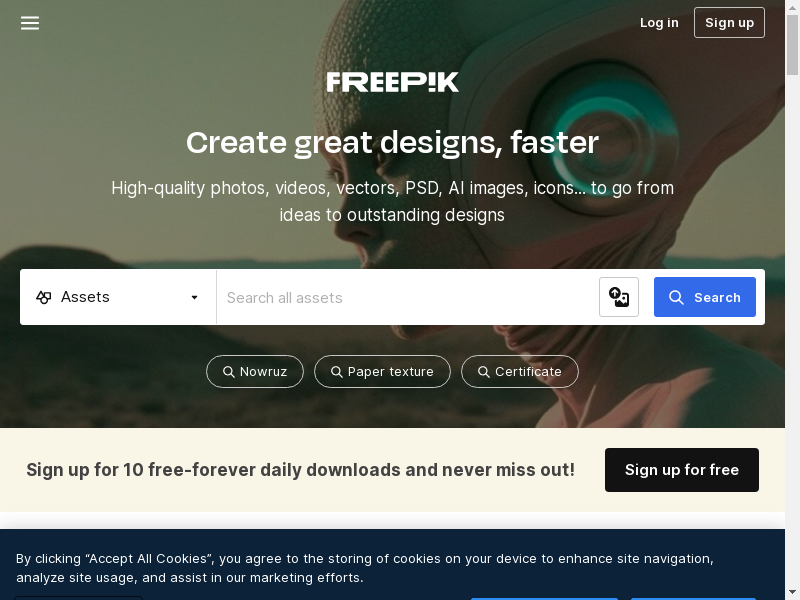 Log in
Sign up
FREEPIK
Create great designs, faster
High-quality photos, videos, vectors, PSD, AI images, icons... to go from
ideas to outstanding designs
Assets
Search all assets
Search
Nowruz
Paper texture
Certificate
Sign up for 10 free-forever daily downloads and never miss out!
Sign up for free
By clicking “Accept All Cookies”, you agree to the storing of cookies on your device to enhance site navigation,
analyze site usage, and assist in our marketing efforts.